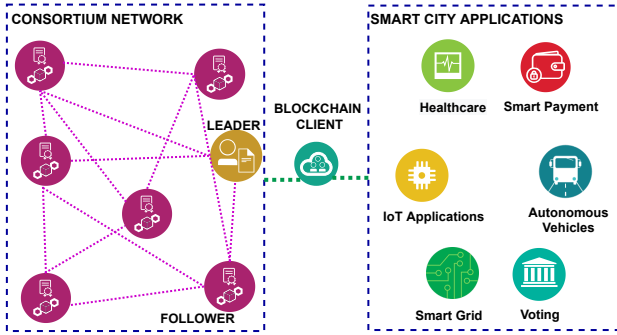 CONSORTIUM NETWORK
LEADER
FOLLOWER
BLOCKCHAIN
CLIENT
SMART CITY APPLICATIONS
Healthcare
Smart Payment
IoT Applications
Autonomous
Vehicles
Smart Grid
Voting